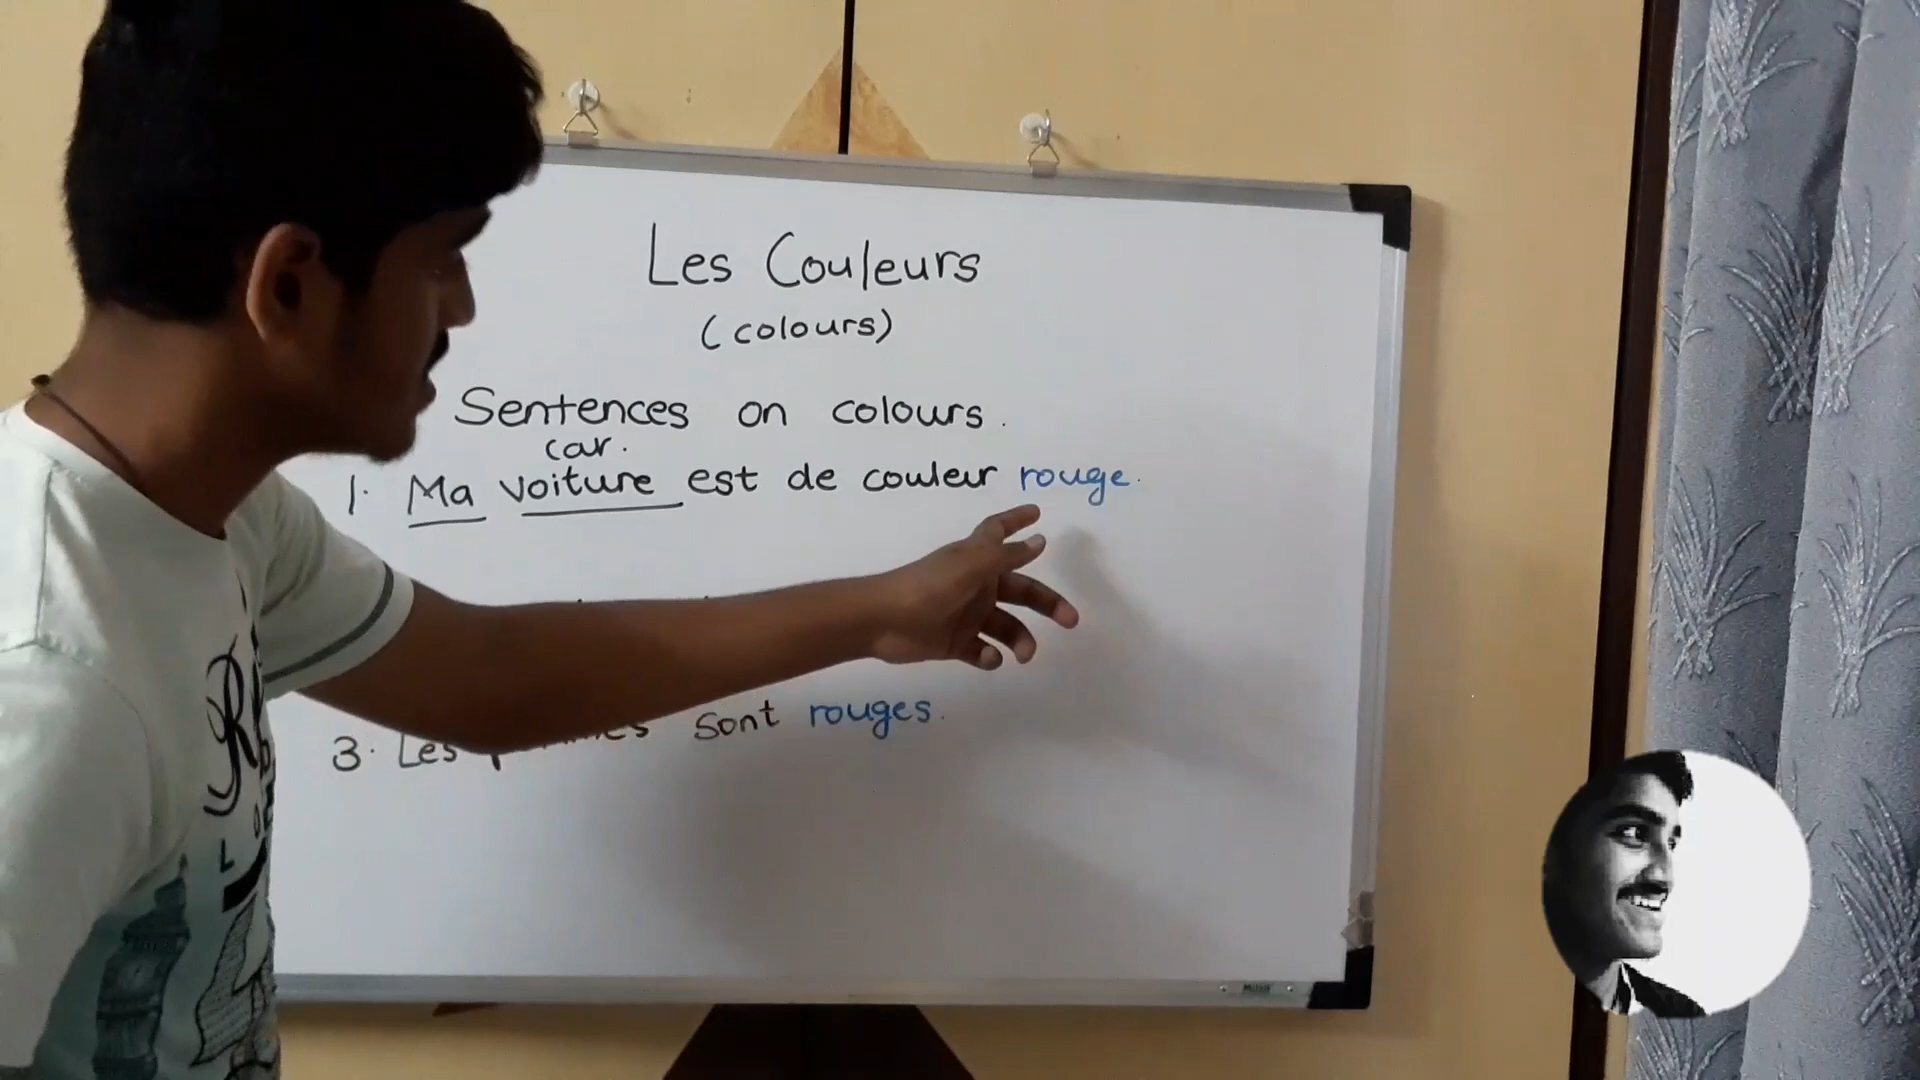 Les Couleurs
(colours)
Sentences on colours.
car.
1. Ma voiture est de couleur rouge.
3. Les sont rouges.